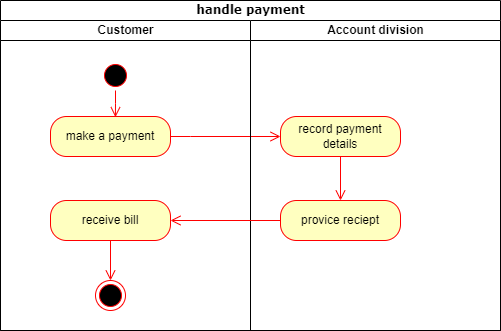 handle payment
Customer
Account division
make a payment
record payment
details
receive bill
provice reciept